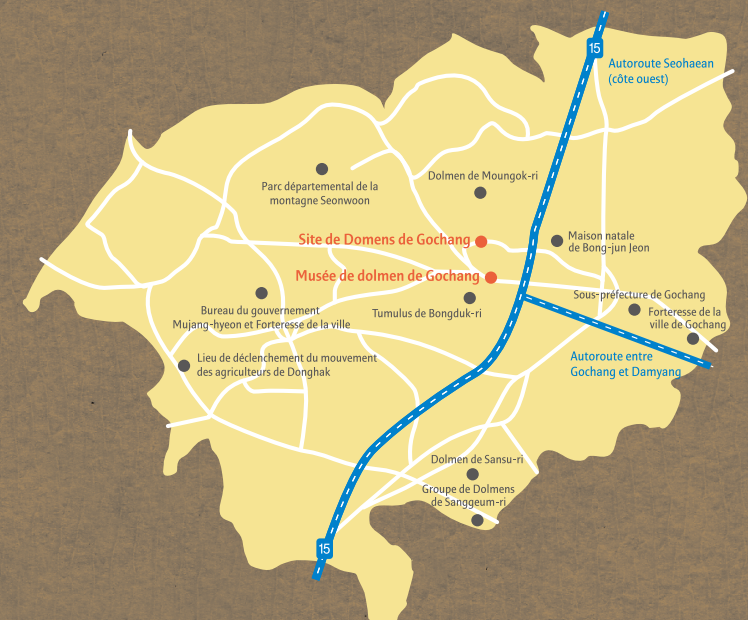 15
Autoroute Seohaean
(côte ouest)
Parc départemental de la
montagne Seonwoon
Dolmen de Moungok-ri
Site de Domens de Gochang
Maison natale
de Bong-jun Jeon
Musée de dolmen de Gochang
Bureau du gouvernement
Mujang-hyeon et Forteresse de la ville
Tumulus de Bongduk-ri
Sous-préfecture de Gochang
Forteresse de la
ville de Gochang
Lieu de déclenchement du mouvement
des agriculteurs de Donghak
Autoroute entre
Gochang et Damyang
Dolmen de Sansu-ri
Groupe de Dolmens
de Sanggeum-ri
15